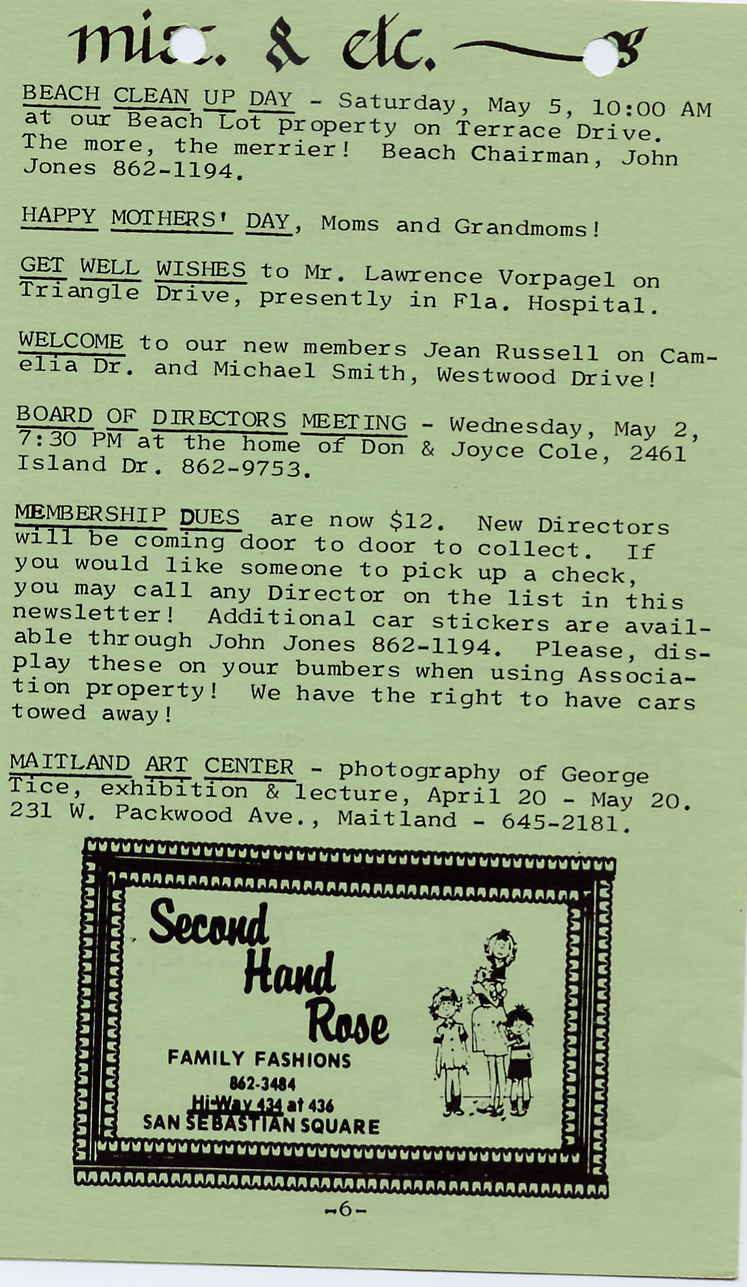 misc. & etc.
BEACH CLEAN UP DAY - Saturday, May 5, 10:00 AM
at our Beach Lot property on Terrace Drive.
The more, the merrier! Beach Chairman, John
Jones 862-1194.
HAPPY MOTHERS' DAY, Moms and Grandmoms!
GET WELL WISHES to Mr. Lawrence Vorpagel on
Triangle Drive, presently in Fla. Hospital.
WELCOME to our new members Jean Russell on Cam-
elia Dr. and Michael Smith, Westwood Drive!
BOARD OF DIRECTORS MEETING - Wednesday, May 2,
7:30 PM at the home of Don & Joyce Cole, 2461
Island Dr. 862-9753.
MEMBERSHIP DUES are now $12. New Directors
will be coming door to door to collect. If
you would like someone to pick up a check,
you may call any Director on the list in this
newsletter! Additional car stickers are avail-
able through John Jones 862-1194. Please, dis-
play these on your bumbers when using Associa-
tion property! We have the right to have cars
towed away!
MAITLAND ART CENTER - photography of George
Tice, exhibition & lecture, April 20 - May 20.
231 W. Packwood Ave., Maitland - 645-2181.
Second
Hand
Rose
FAMILY FASHIONS
862-3484
Hi-Way 434 at 436
SAN SEBASTIAN SQUARE
-6-